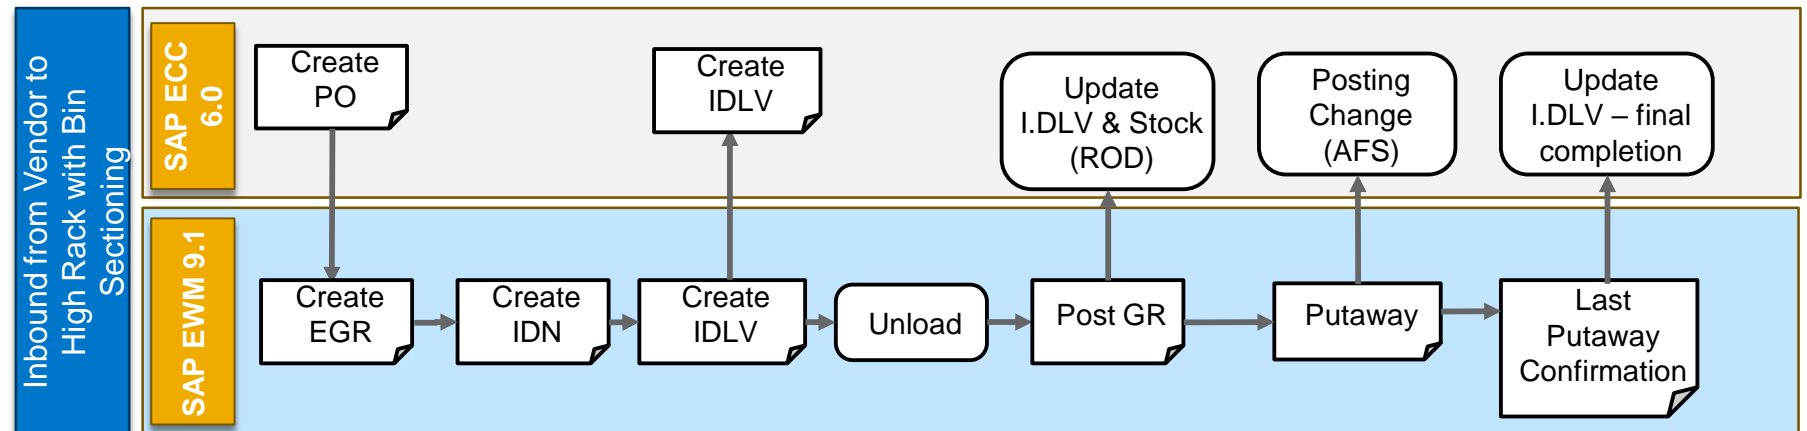 Inbound from Vendor to
High Rack with Bin
Sectioning
SAP ECC
6.0
Create
PO
Create
IDLV
Update
I.DLV & Stock
(ROD)
Posting
Change
(AFS)
Update
I.DLV – final
completion
SAP EWM 9.1
Create
EGR
Create
IDN
Create
IDLV
Unload
Post GR
Putaway
Last
Putaway
Confirmation